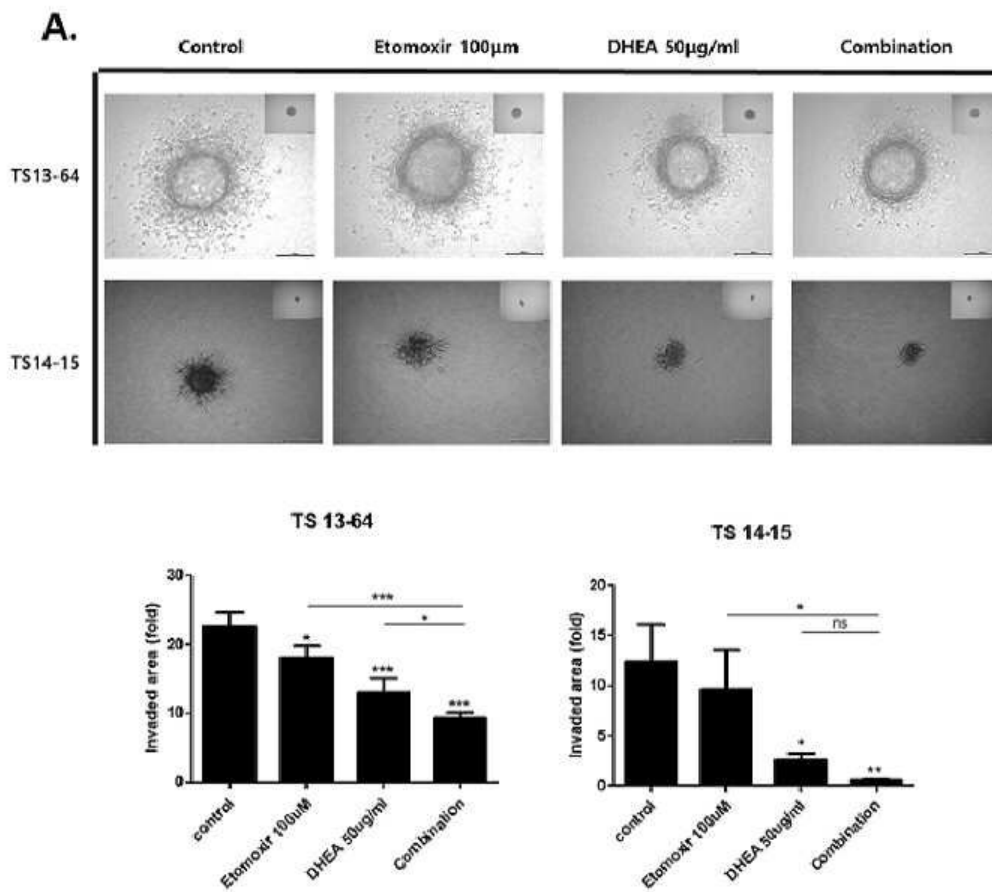 A.
Control Etomoxir 100µm DHEA 50µg/ml Combination
TS13-64
TS14-15
TS 13-64
Invaded area (fold)
30
20
10
0
***
*
*
***
***
control
Etomoxir 100uM
DHEA 50ug/ml
Combination
TS 14-15
Invaded area (fold)
20
15
10
5
0
*
ns
*
**
control
Etomoxir 100uM
DHEA 50ug/ml
Combination